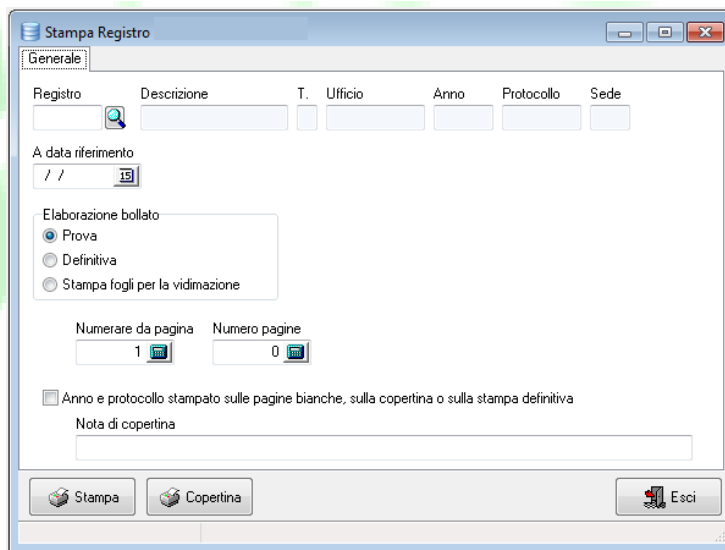 Stampa Registro
Generale
Registro Descrizione T. Ufficio Anno Protocollo Sede
A data riferimento
/ / 15
Elaborazione bollato
Prova
Definitiva
Stampa fogli per la vidimazione
Numerare da pagina Numero pagine
1 0
Anno e protocollo stampato sulle pagine bianche, sulla copertina o sulla stampa definitiva
Nota di copertina
Stampa Copertina Esci